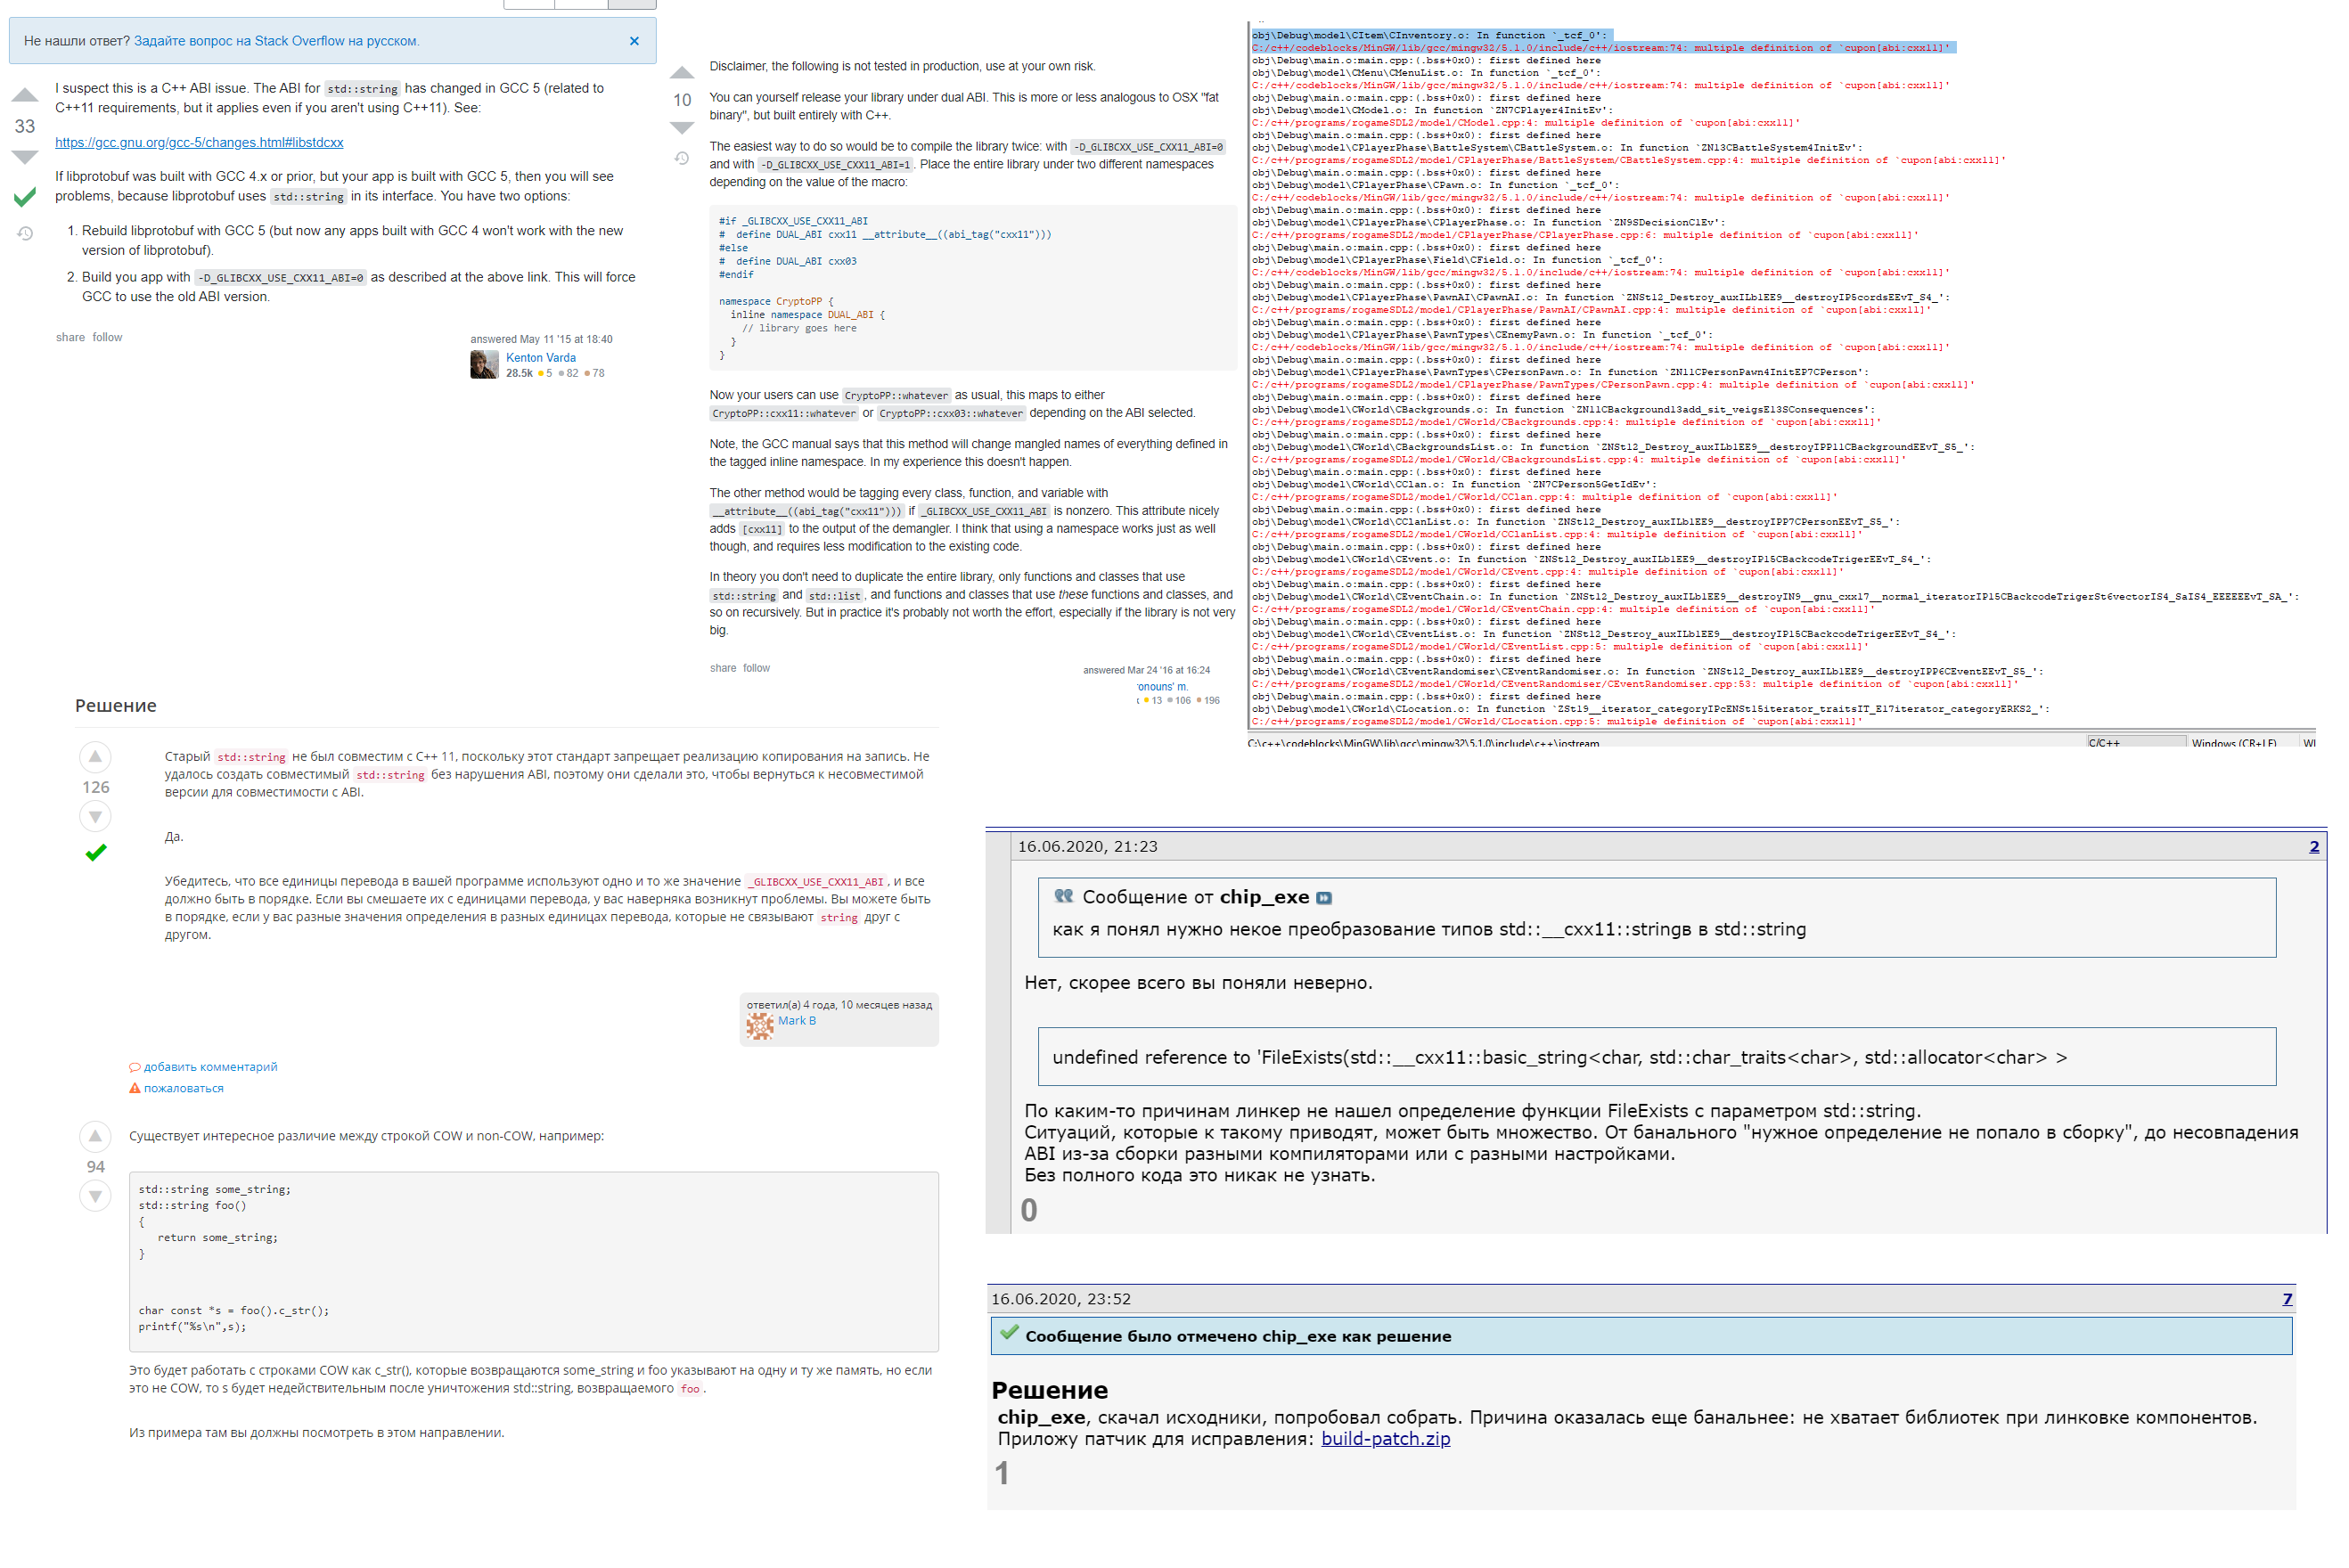 Не нашли ответ? Задайте вопрос на Stack Overflow на русском.
I suspect this is a C++ ABI issue. The ABI for std::string has changed in GCC 5 (related to
C++11 requirements, but it applies even if you aren't using C++11). See:
33
https://gcc.gnu.org/gcc-5/changes.html#libstdcxx
If libprotobuf was built with GCC 4.x or prior, but your app is built with GCC 5, then you will see
problems, because libprotobuf uses std::string in its interface. You have two options:
1. Rebuild libprotobuf with GCC 5 (but now any apps built with GCC 4 won't work with the new
version of libprotobuf).
2. Build you app with -D_GLIBCXX_USE_CXX11_ABI=0 as described at the above link. This will force
GCC to use the old ABI version.
share follow
answered May 11 '15 at 18:40
Kenton Varda
28.5k 5 82 78
Disclaimer, the following is not tested in production, use at your own risk.
10
You can yourself release your library under dual ABI. This is more or less analogous to OSX "fat
binary", but built entirely with C++.
The easiest way to do so would be to compile the library twice: with -D_GLIBCXX_USE_CXX11_ABI=0
and with -D_GLIBCXX_USE_CXX11_ABI=1. Place the entire library under two different namespaces
depending on the value of the macro:
#if _GLIBCXX_USE_CXX11_ABI
#  define DUAL_ABI cxx11 __attribute__((abi_tag("cxx11")))
#else
#  define DUAL_ABI cxx03
#endif
namespace CryptoPP {
inline namespace DUAL_ABI {
// library goes here
}
}
Now your users can use CryptoPP::whatever as usual, this maps to either
CryptoPP::cxx11::whatever or CryptoPP::cxx03::whatever depending on the ABI selected.
Note, the GCC manual says that this method will change mangled names of everything defined in
the tagged inline namespace. In my experience this doesn't happen.
The other method would be tagging every class, function, and variable with
__attribute__((abi_tag("cxx11"))) if _GLIBCXX_USE_CXX11_ABI is nonzero. This attribute nicely
adds [cxx11] to the output of the demangler. I think that using a namespace works just as well
though, and requires less modification to the existing code.
In theory you don't need to duplicate the entire library, only functions and classes that use
std::string and std::list, and functions and classes that use these functions and classes, and
so on recursively. But in practice it's probably not worth the effort, especially if the library is not very
big.
share follow
answered Mar 24 '16 at 16:24
onouns' m.
13 106 196
obj\Debug\model\CItem\CInventory.o: In function `_tcf_0':
C:/c++/codeblocks/MinGW/lib/gcc/mingw32/5.1.0/include/c++/iostream:74: multiple definition of `cupon[abi:cxx11]'
obj\Debug\main.o:main.cpp:(.bss+0x0): first defined here
obj\Debug\model\CMenu\CMenuList.o: In function `_tcf_0':
C:/c++/codeblocks/MinGW/lib/gcc/mingw32/5.1.0/include/c++/iostream:74: multiple definition of `cupon[abi:cxx11]'
obj\Debug\main.o:main.cpp:(.bss+0x0): first defined here
obj\Debug\model\CModel.o: In function `ZN7CPlayer4InitEv':
C:/c++/programs/rogameSDL2/model/CModel.cpp:4: multiple definition of `cupon[abi:cxx11]'
obj\Debug\main.o:main.cpp:(.bss+0x0): first defined here
obj\Debug\model\CPlayerPhase\BattleSystem\CBattleSystem.o: In function `ZN13CBattleSystem4InitEv':
C:/c++/programs/rogameSDL2/model/CPlayerPhase/BattleSystem/CBattleSystem.cpp:4: multiple definition of `cupon[abi:cxx11]'
obj\Debug\main.o:main.cpp:(.bss+0x0): first defined here
obj\Debug\model\CPlayerPhase\CPawn.o: In function `_tcf_0':
C:/c++/codeblocks/MinGW/lib/gcc/mingw32/5.1.0/include/c++/iostream:74: multiple definition of `cupon[abi:cxx11]'
obj\Debug\main.o:main.cpp:(.bss+0x0): first defined here
obj\Debug\model\CPlayerPhase\CPlayerPhase.o: In function `ZN9SDecisionC1Ev':
C:/c++/programs/rogameSDL2/model/CPlayerPhase/CPlayerPhase.cpp:6: multiple definition of `cupon[abi:cxx11]'
obj\Debug\main.o:main.cpp:(.bss+0x0): first defined here
obj\Debug\model\CPlayerPhase\Field\CField.o: In function `_tcf_0':
C:/c++/codeblocks/MinGW/lib/gcc/mingw32/5.1.0/include/c++/iostream:74: multiple definition of `cupon[abi:cxx11]'
obj\Debug\main.o:main.cpp:(.bss+0x0): first defined here
obj\Debug\model\CPlayerPhase\PawnAI\CPawnAI.o: In function `ZNSt12_Destroy_auxILb1EE9__destroyIP5cordsEEvT_S4_':
C:/c++/programs/rogameSDL2/model/CPlayerPhase/PawnAI/CPawnAI.cpp:4: multiple definition of `cupon[abi:cxx11]'
obj\Debug\main.o:main.cpp:(.bss+0x0): first defined here
obj\Debug\model\CPlayerPhase\PawnTypes\CEnemyPawn.o: In function `_tcf_0':
C:/c++/codeblocks/MinGW/lib/gcc/mingw32/5.1.0/include/c++/iostream:74: multiple definition of `cupon[abi:cxx11]'
obj\Debug\main.o:main.cpp:(.bss+0x0): first defined here
obj\Debug\model\CPlayerPhase\PawnTypes\CPersonPawn.o: In function `ZN11CPersonPawn4InitEP7CPerson':
C:/c++/programs/rogameSDL2/model/CPlayerPhase/PawnTypes/CPersonPawn.cpp:4: multiple definition of `cupon[abi:cxx11]'
obj\Debug\main.o:main.cpp:(.bss+0x0): first defined here
obj\Debug\model\CWorld\CBackgrounds.o: In function `ZN11CBackground13add_sit_veigsE13SConsequences':
C:/c++/programs/rogameSDL2/model/CWorld/CBackgrounds.cpp:4: multiple definition of `cupon[abi:cxx11]'
obj\Debug\main.o:main.cpp:(.bss+0x0): first defined here
obj\Debug\model\CWorld\CBackgroundsList.o: In function `ZNSt12_Destroy_auxILb1EE9__destroyIPP11CBackgroundEEvT_S5_':
C:/c++/programs/rogameSDL2/model/CWorld/CBackgroundsList.cpp:4: multiple definition of `cupon[abi:cxx11]'
obj\Debug\main.o:main.cpp:(.bss+0x0): first defined here
obj\Debug\model\CWorld\CClan.o: In function `ZN7CPerson5GetIdEv':
C:/c++/programs/rogameSDL2/model/CWorld/CClan.cpp:4: multiple definition of `cupon[abi:cxx11]'
obj\Debug\main.o:main.cpp:(.bss+0x0): first defined here
obj\Debug\model\CWorld\CClanList.o: In function `ZNSt12_Destroy_auxILb1EE9__destroyIPP7CPersonEEvT_S5_':
C:/c++/programs/rogameSDL2/model/CWorld/CClanList.cpp:4: multiple definition of `cupon[abi:cxx11]'
obj\Debug\main.o:main.cpp:(.bss+0x0): first defined here
obj\Debug\model\CWorld\CEvent.o: In function `ZNSt12_Destroy_auxILb1EE9__destroyIP15CBackcodeTrigerEEvT_S4_':
C:/c++/programs/rogameSDL2/model/CWorld/CEvent.cpp:4: multiple definition of `cupon[abi:cxx11]'
obj\Debug\main.o:main.cpp:(.bss+0x0): first defined here
obj\Debug\model\CWorld\CEventChain.o: In function `ZNSt12_Destroy_auxILb1EE9__destroyIN9__gnu_cxx17__normal_iteratorIP15CBackcodeTrigerSt6vectorIS4_SaIS4_EEEEEEvT_SA_':
C:/c++/programs/rogameSDL2/model/CWorld/CEventChain.cpp:4: multiple definition of `cupon[abi:cxx11]'
obj\Debug\main.o:main.cpp:(.bss+0x0): first defined here
obj\Debug\model\CWorld\CEventList.o: In function `ZNSt12_Destroy_auxILb1EE9__destroyIP15CBackcodeTrigerEEvT_S4_':
C:/c++/programs/rogameSDL2/model/CWorld/CEventList.cpp:5: multiple definition of `cupon[abi:cxx11]'
obj\Debug\main.o:main.cpp:(.bss+0x0): first defined here
obj\Debug\model\CWorld\CEventRandomiser\CEventRandomiser.o: In function `ZNSt12_Destroy_auxILb1EE9__destroyIPP6CEventEEvT_S5_':
C:/c++/programs/rogameSDL2/model/CWorld/CEventRandomiser/CEventRandomiser.cpp:53: multiple definition of `cupon[abi:cxx11]'
obj\Debug\main.o:main.cpp:(.bss+0x0): first defined here
obj\Debug\model\CWorld\CLocation.o: In function `ZSt19__iterator_categoryIPcENSt15iterator_traitsIT_E17iterator_categoryERKS2_':
C:/c++/programs/rogameSDL2/model/CWorld/CLocation.cpp:5: multiple definition of `cupon[abi:cxx11]'
C:\c++\codeblocks\MinGW\lib\gcc\mingw32\5.1.0\include\c++\iostream C/C++ Windows (CR+LF) WI
Решение
Старый std::string не был совместим с C++ 11, поскольку этот стандарт запрещает реализацию копирования на запись. Не
удалось создать совместимый std::string без нарушения ABI, поэтому они сделали это, чтобы вернуться к несовместимой
версии для совместимости с ABI.
126
Да.
Убедитесь, что все единицы перевода в вашей программе используют одно и то же значение _GLIBCXX_USE_CXX11_ABI, и все
должно быть в порядке. Если вы смешаете их с единицами перевода, у вас наверняка возникнут проблемы. Вы можете быть
в порядке, если у вас разные значения определения в разных единицах перевода, которые не связывают string друг с
другом.
ответил(а) 4 года, 10 месяцев назад
Mark B
добавить комментарий
пожаловаться
Существует интересное различие между строкой COW и non-COW, например:
94
std::string some_string;
std::string foo()
{
return some_string;
}
char const *s = foo().c_str();
printf("%s\n",s);
Это будет работать с строками COW как c_str(), которые возвращаются some_string и foo указывают на одну и ту же память, но если
это не COW, то s будет недействительным после уничтожения std::string, возвращаемого foo.
Из примера там вы должны посмотреть в этом направлении.
16.06.2020, 21:23 2
Сообщение от chip_exe
как я понял нужно некое преобразование типов std::__cxx11::stringв в std::string
Нет, скорее всего вы поняли неверно.
undefined reference to 'FileExists(std::__cxx11::basic_string<char, std::char_traits<char>, std::allocator<char> >
По каким-то причинам линкер не нашел определение функции FileExists с параметром std::string.
Ситуаций, которые к такому приводят, может быть множество. От банального "нужное определение не попало в сборку", до несовпадения
ABI из-за сборки разными компиляторами или с разными настройками.
Без полного кода это никак не узнать.
0
16.06.2020, 23:52 7
Сообщение было отмечено chip_exe как решение
Решение
chip_exe, скачал исходники, попробовал собрать. Причина оказалась еще банальнее: не хватает библиотек при линковке компонентов.
Приложу патчик для исправления: build-patch.zip
1